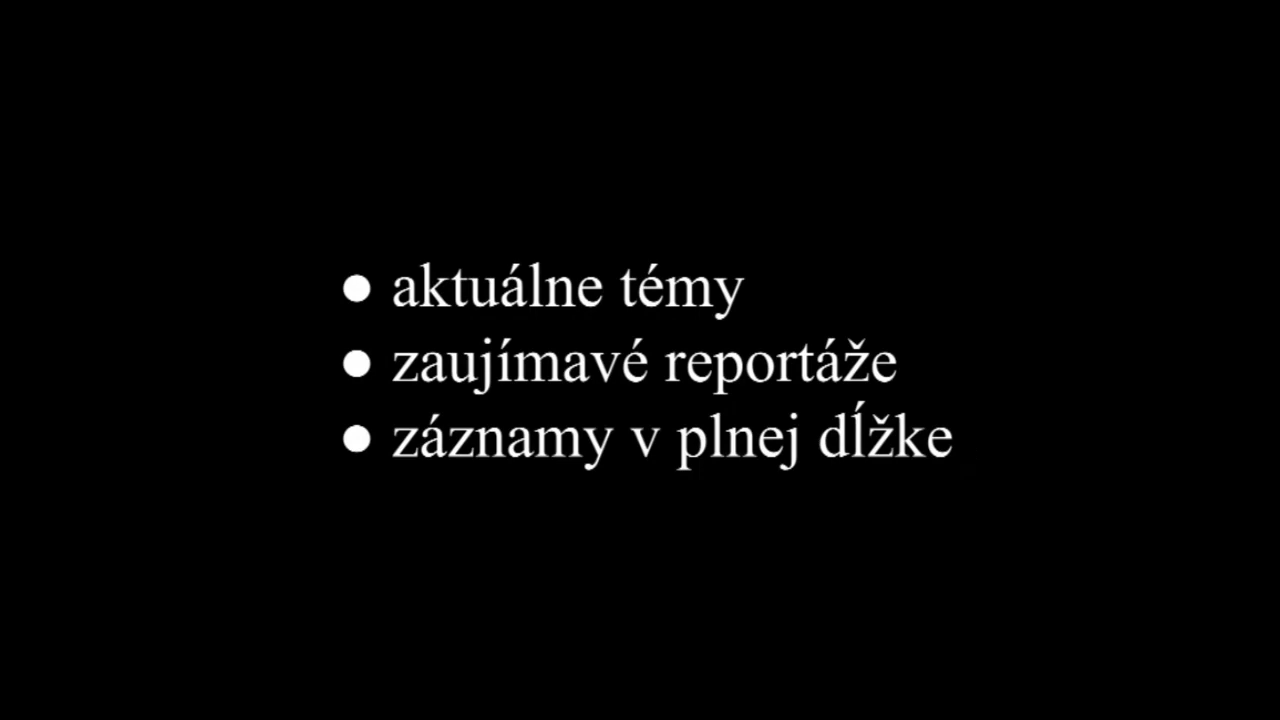 ● aktuálne témy
● zaujímavé reportáže
● záznamy v plnej dĺžke